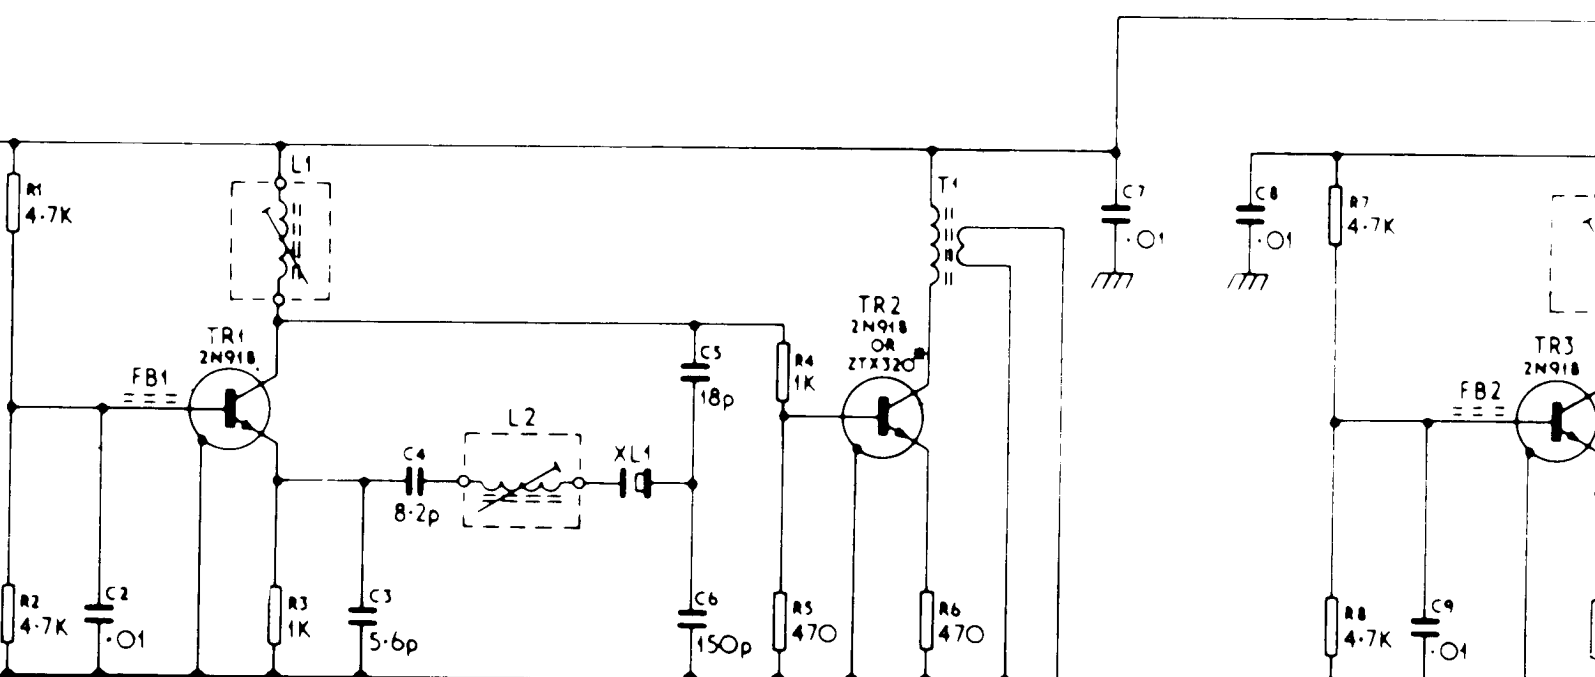 L1
R1
4.7K
TR1
2N918
FB1
R2
4.7K
C2
.01
R3
1K
C3
5.6p
C4
8.2p
L2
XL1
C5
18p
C6
150p
R4
1K
R5
470
TR2
2N918
OR
ZTX320
R6
470
T1
C7
.01
C8
.01
R7
4.7K
TR3
2N918
FB2
R8
4.7K
C9
.01